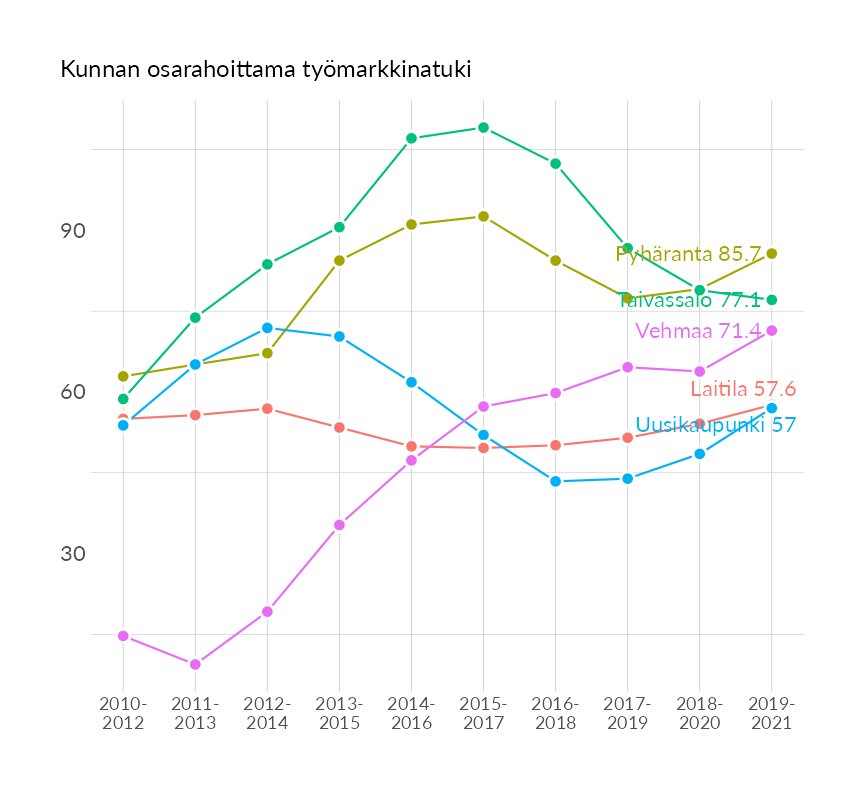 Kunnan osarahoittama työmarkkinatuki
90
60
30
Pyhäranta 85.7
Taivassalo 77.1
Vehmaa 71.4
Laitila 57.6
Uusikaupunki 57
2010- 2011- 2012- 2013- 2014- 2015- 2016- 2017- 2018- 2019-
2012 2013 2014 2015 2016 2017 2018 2019 2020 2021